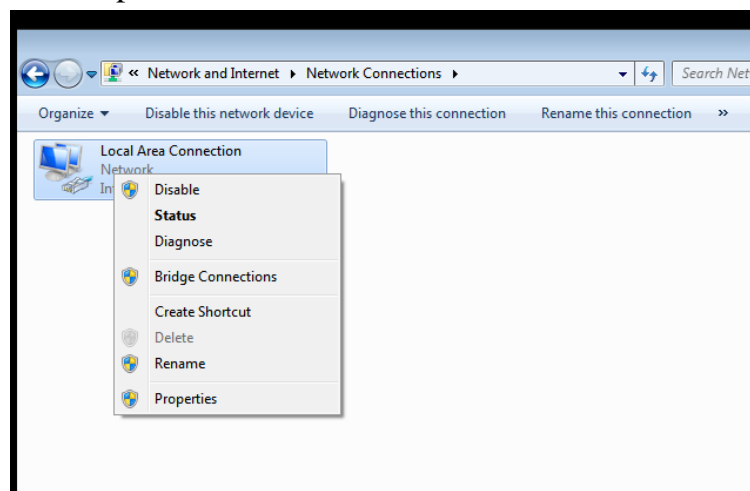 « Network and Internet ▸ Network Connections ▸ Search Net
Organize ▾ Disable this network device Diagnose this connection Rename this connection »
Local Area Connection
Network
Disable
Status
Diagnose
Bridge Connections
Create Shortcut
Delete
Rename
Properties